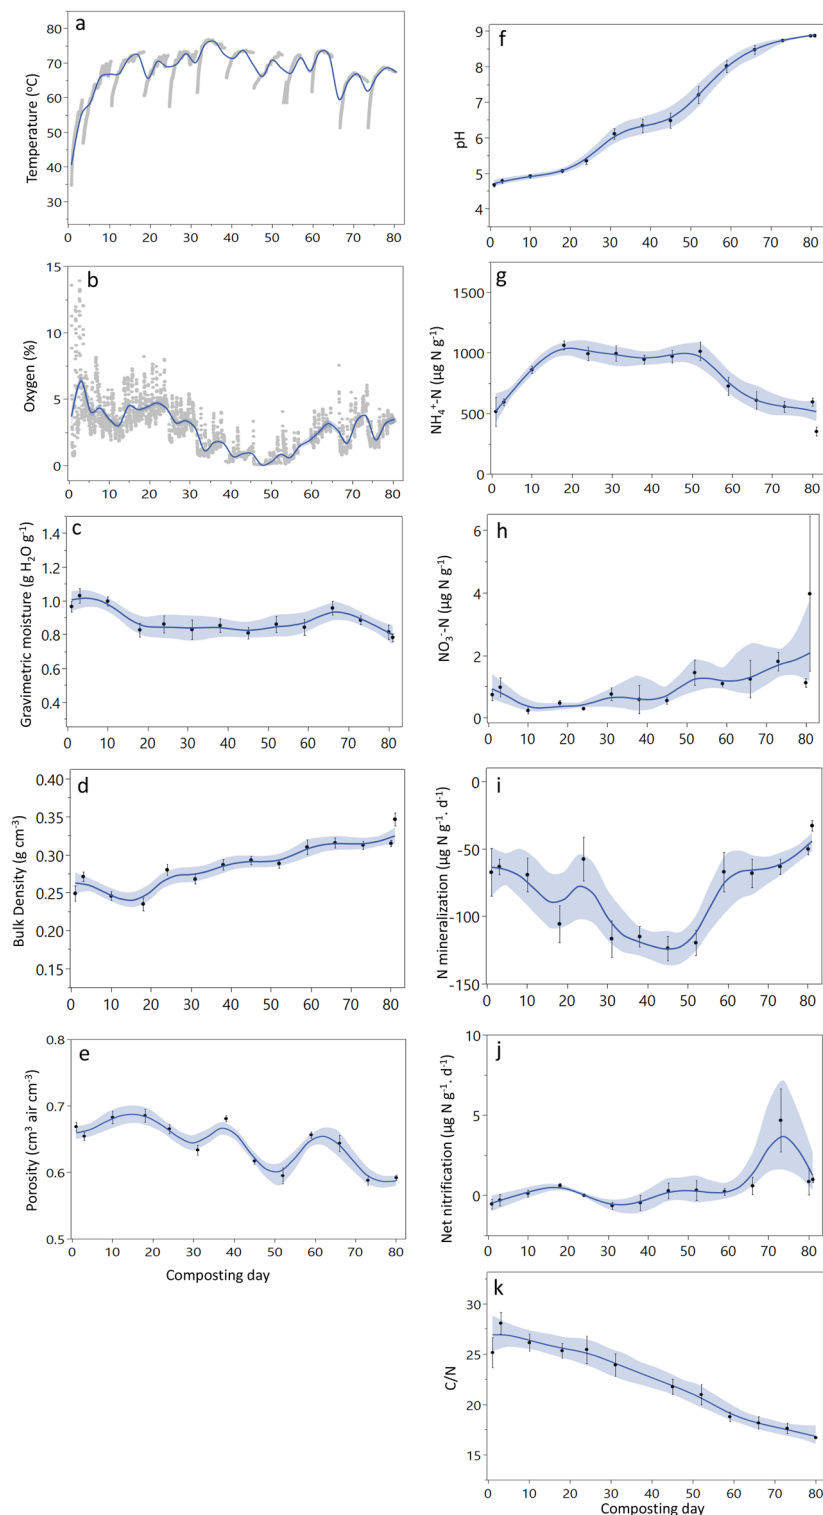 a
Temperature (°C)
80
70
60
50
40
30
0 10 20 30 40 50 60 70 80
b
Oxygen (%)
15
10
5
0
0 10 20 30 40 50 60 70 80
c
Gravimetric moisture (g H₂O g⁻¹)
1.4
1.2
1.0
0.8
0.6
0.4
0 10 20 30 40 50 60 70 80
d
Bulk Density (g cm⁻³)
0.40
0.35
0.30
0.25
0.20
0.15
0 10 20 30 40 50 60 70 80
e
Porosity (cm³ air cm⁻³)
0.8
0.7
0.6
0.5
0 10 20 30 40 50 60 70 80
Composting day
f
pH
9
8
7
6
5
4
0 10 20 30 40 50 60 70 80
g
NH₄⁺-N (µg N g⁻¹)
1500
1000
500
0
0 10 20 30 40 50 60 70 80
h
NO₃⁻-N (µg N g⁻¹)
6
4
2
0
0 10 20 30 40 50 60 70 80
i
N mineralization (µg N g⁻¹. d⁻¹)
0
-50
-100
-150
0 10 20 30 40 50 60 70 80
j
Net nitrification (µg N g⁻¹. d⁻¹)
10
5
0
0 10 20 30 40 50 60 70 80
k
C/N
30
25
20
15
0 10 20 30 40 50 60 70 80
Composting day